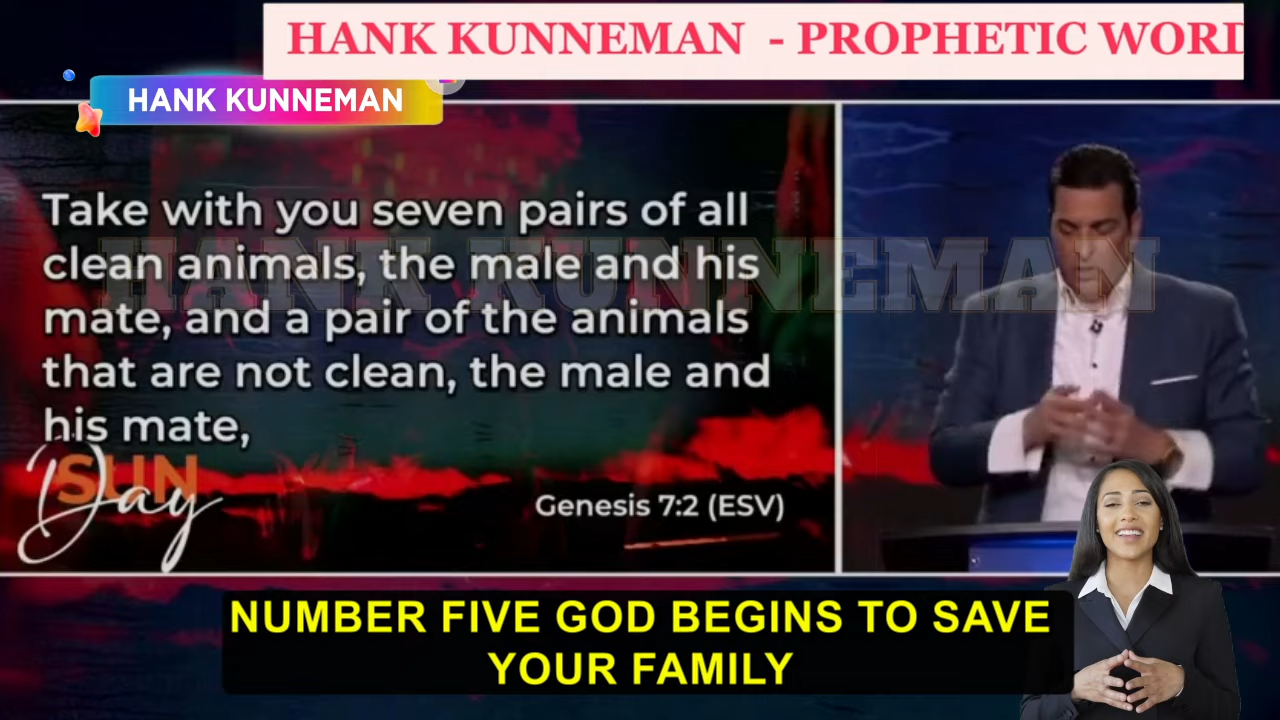 HANK KUNNEMAN - PROPHETIC WORD
HANK KUNNEMAN
Take with you seven pairs of all
clean animals, the male and his
mate, and a pair of the animals
that are not clean, the male and
his mate,
HANK KUNNEMAN
SUN
Day
Genesis 7:2 (ESV)
NUMBER FIVE GOD BEGINS TO SAVE
YOUR FAMILY